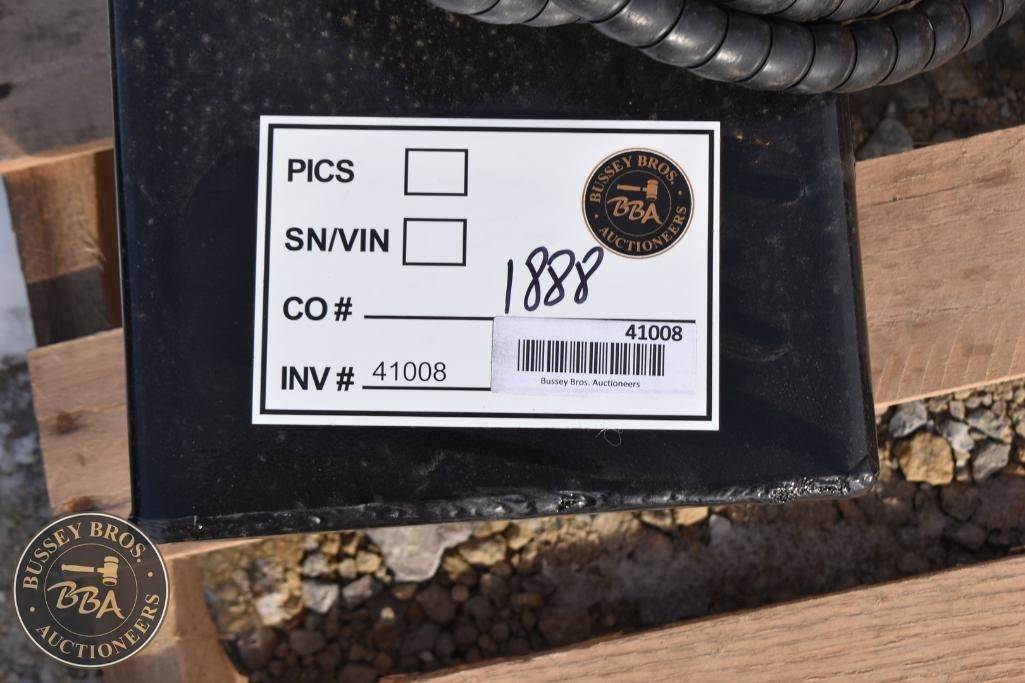 PICS
SN/VIN
CO #
INV # 41008
BUSSEY BROS.
BBA
AUCTIONEERS
1888
41008
Bussey Bros. Auctioneers
BUSSEY BROS.
BBA
AUCTIONEERS